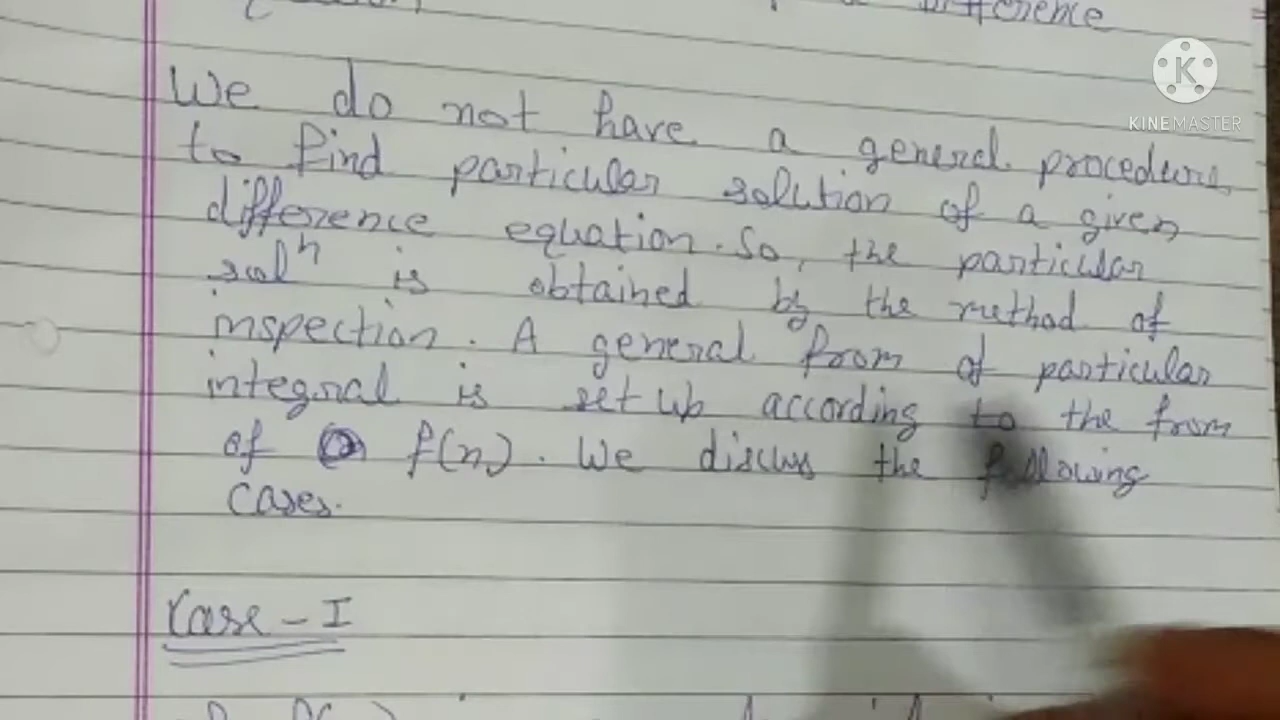 difference
We do not have a general procedure
to find particular solution of a given
difference equation. So, the particular
solⁿ is obtained by the method of
inspection. A general from of particular
integral is set up according to the from
of f(n). We discuss the following
cases.
Case - I
KINEMASTER